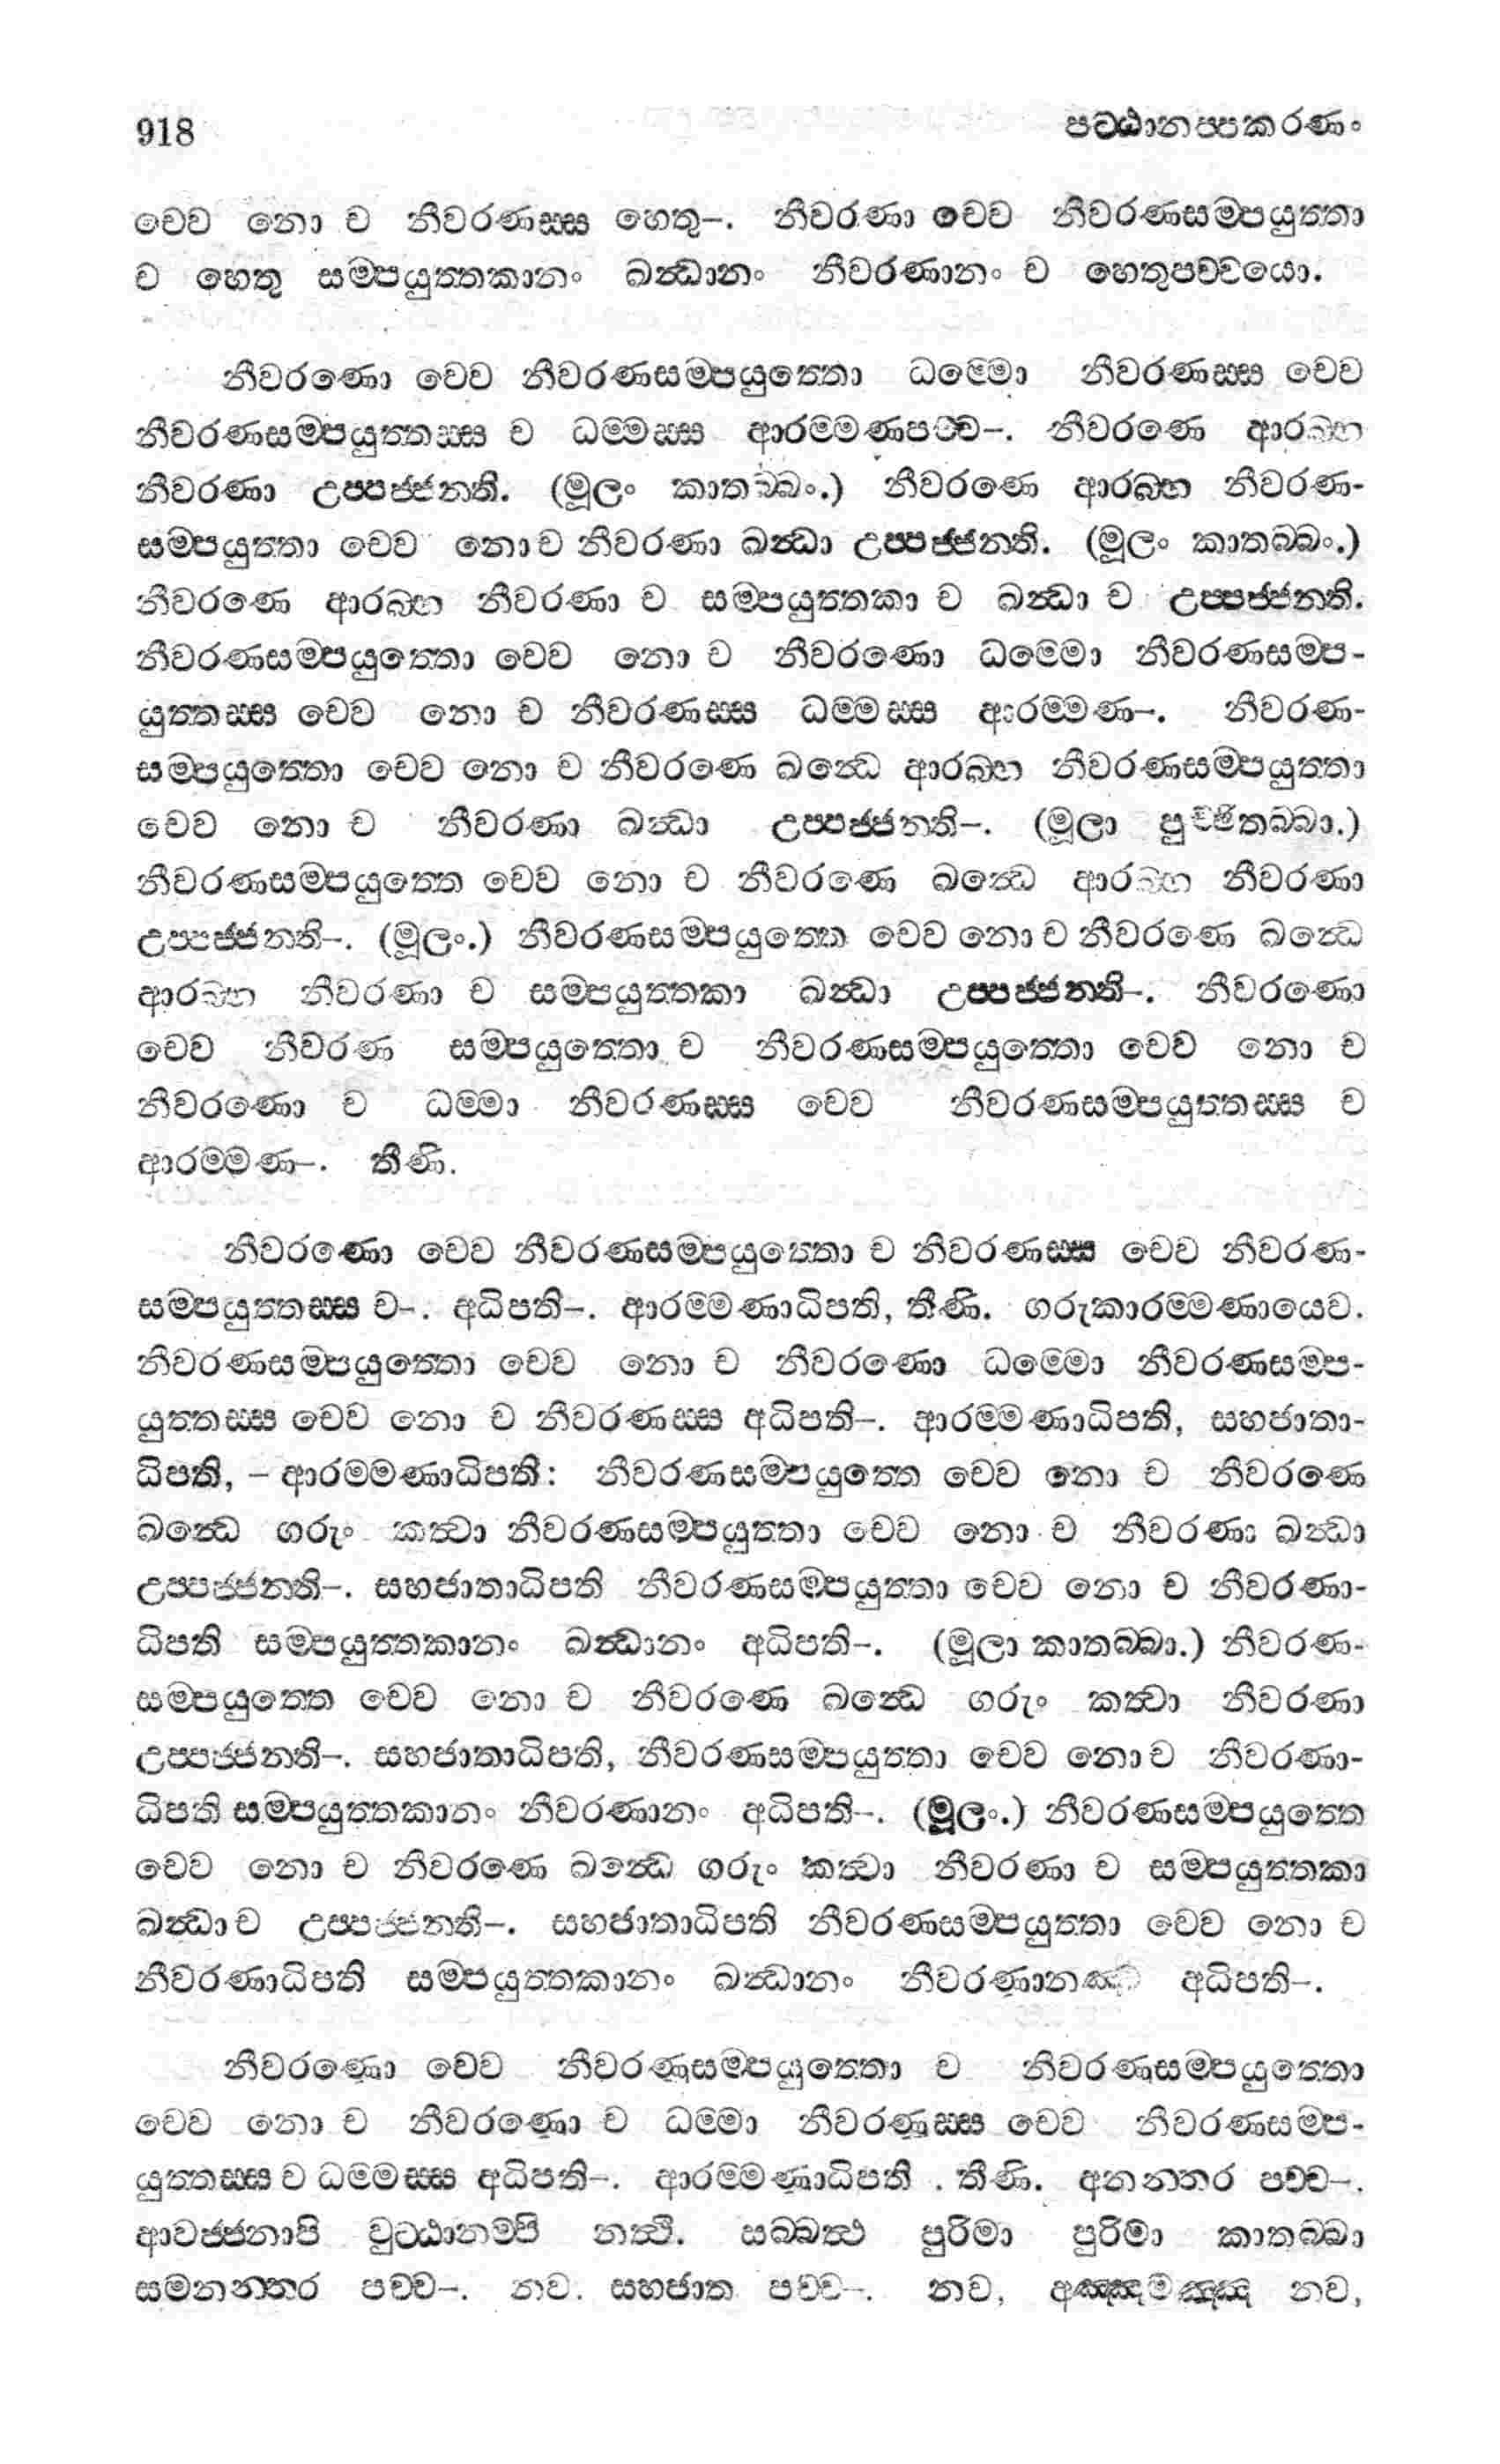 918 පට්ඨානප්පකරණං
චෙව නො ච නීවරණස්ස හෙතු–. නීවරණා චෙව නීවරණසම්පයුත්තා
ච හෙතු සම්පයුත්තකානං ඛන්ධානං නීවරණානං ච හෙතුපච්චයො.
නීවරණො චෙව නීවරණසම්පයුත්තො ධම්මො නීවරණස්ස චෙව
නීවරණසම්පයුත්තස්ස ච ධම්මස්ස ආරම්මණපච්ච–. නීවරණෙ ආරබ්භ
නීවරණා උප්පජ්ජන්ති. (මූලං කාතබ්බං.) නීවරණෙ ආරබ්භ නීවරණ-
සම්පයුත්තා චෙව නො ච නීවරණා ඛන්ධා උප්පජ්ජන්ති. (මූලං කාතබ්බං.)
නීවරණෙ ආරබ්භ නීවරණා ච සම්පයුත්තකා ච ඛන්ධා ච උප්පජ්ජන්ති.
නීවරණසම්පයුත්තො චෙව නො ච නීවරණො ධම්මො නීවරණසම්ප-
යුත්තස්ස චෙව නො ච නීවරණස්ස ධම්මස්ස ආරම්මණ–. නීවරණ-
සම්පයුත්තො චෙව නො ච නීවරණෙ ඛන්ධෙ ආරබ්භ නීවරණසම්පයුත්තා
චෙව නො ච නීවරණා ඛන්ධා උප්පජ්ජන්ති–. (මූලා පුච්ඡිතබ්බා.)
නීවරණසම්පයුත්තෙ චෙව නො ච නීවරණෙ ඛන්ධෙ ආරබ්භ නීවරණා
උප්පජ්ජන්ති–. (මූලං.) නීවරණසම්පයුත්තෙ චෙව නො ච නීවරණෙ ඛන්ධෙ
ආරබ්භ නීවරණා ච සම්පයුත්තකා ඛන්ධා උප්පජ්ජන්ති–. නීවරණො
චෙව නීවරණ සම්පයුත්තො ච නීවරණසම්පයුත්තො චෙව නො ච
නීවරණො ච ධම්මා නීවරණස්ස චෙව නීවරණසම්පයුත්තස්ස ච
ආරම්මණ–. තීණි.
නීවරණො චෙව නීවරණසම්පයුත්තො ච නීවරණස්ස චෙව නීවරණ-
සම්පයුත්තස්ස ච–. අධිපති–. ආරම්මණාධිපති, තීණි. ගරුකාරම්මණායෙව.
නීවරණසම්පයුත්තො චෙව නො ච නීවරණො ධම්මො නීවරණසම්ප-
යුත්තස්ස චෙව නො ච නීවරණස්ස අධිපති–. ආරම්මණාධිපති, සහජාතා-
ධිපති, – ආරම්මණාධිපති: නීවරණසම්පයුත්තෙ චෙව නො ච නීවරණෙ
ඛන්ධෙ ගරුං කත්වා නීවරණසම්පයුත්තා චෙව නො ච නීවරණා ඛන්ධා
උප්පජ්ජන්ති–. සහජාතාධිපති නීවරණසම්පයුත්තා චෙව නො ච නීවරණා-
ධිපති සම්පයුත්තකානං ඛන්ධානං අධිපති–. (මූලා කාතබ්බා.) නීවරණ-
සම්පයුත්තෙ චෙව නො ච නීවරණෙ ඛන්ධෙ ගරුං කත්වා නීවරණා
උප්පජ්ජන්ති–. සහජාතාධිපති, නීවරණසම්පයුත්තා චෙව නො ච නීවරණා-
ධිපති සම්පයුත්තකානං නීවරණානං අධිපති–. (මූලං.) නීවරණසම්පයුත්තෙ
චෙව නො ච නීවරණෙ ඛන්ධෙ ගරුං කත්වා නීවරණා ච සම්පයුත්තකා
ඛන්ධා ච උප්පජ්ජන්ති–. සහජාතාධිපති නීවරණසම්පයුත්තා චෙව නො ච
නීවරණාධිපති සම්පයුත්තකානං ඛන්ධානං නීවරණානඤ්ච අධිපති–.
නීවරණො චෙව නීවරණසම්පයුත්තො ච නීවරණසම්පයුත්තො
චෙව නො ච නීවරණො ච ධම්මා නීවරණස්ස චෙව නීවරණසම්ප-
යුත්තස්ස ච ධම්මස්ස අධිපති–. ආරම්මණාධිපති . තීණි. අනන්තර පච්ච–.
ආවජ්ජනාපි වුට්ඨානම්පි නත්ථි. සබ්බත්ථ පුරිමා පුරිමා කාතබ්බා
සමනන්තර පච්ච–. නව. සහජාත පච්ච–. නව, අඤ්ඤමඤ්ඤ නව,